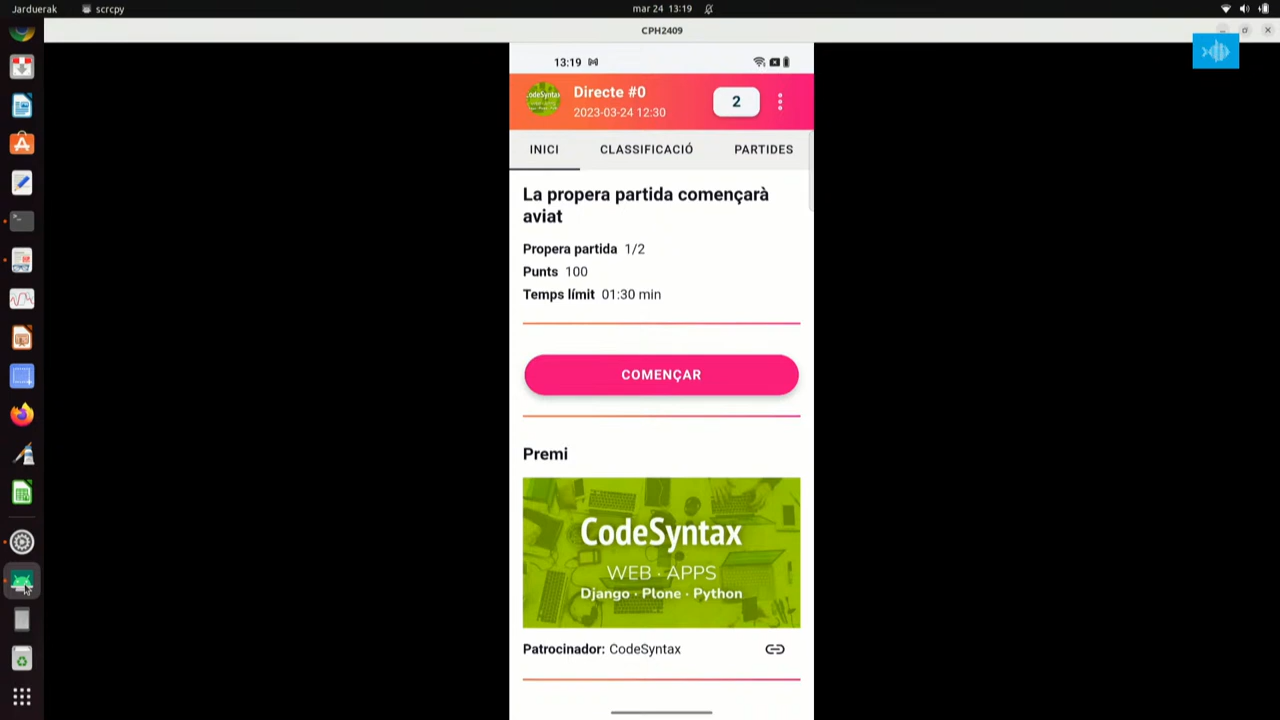 Jarduerak
scrcpy
mar 24 13:19
CPH2409
13:19
CodeSyntax
Directe #0
2023-03-24 12:30
2
INICI
CLASSIFICACIÓ
PARTIDES
La propera partida començarà
aviat
Propera partida 1/2
Punts 100
Temps límit 01:30 min
COMENÇAR
Premi
CodeSyntax
WEB · APPS
Django · Plone · Python
Patrocinador: CodeSyntax